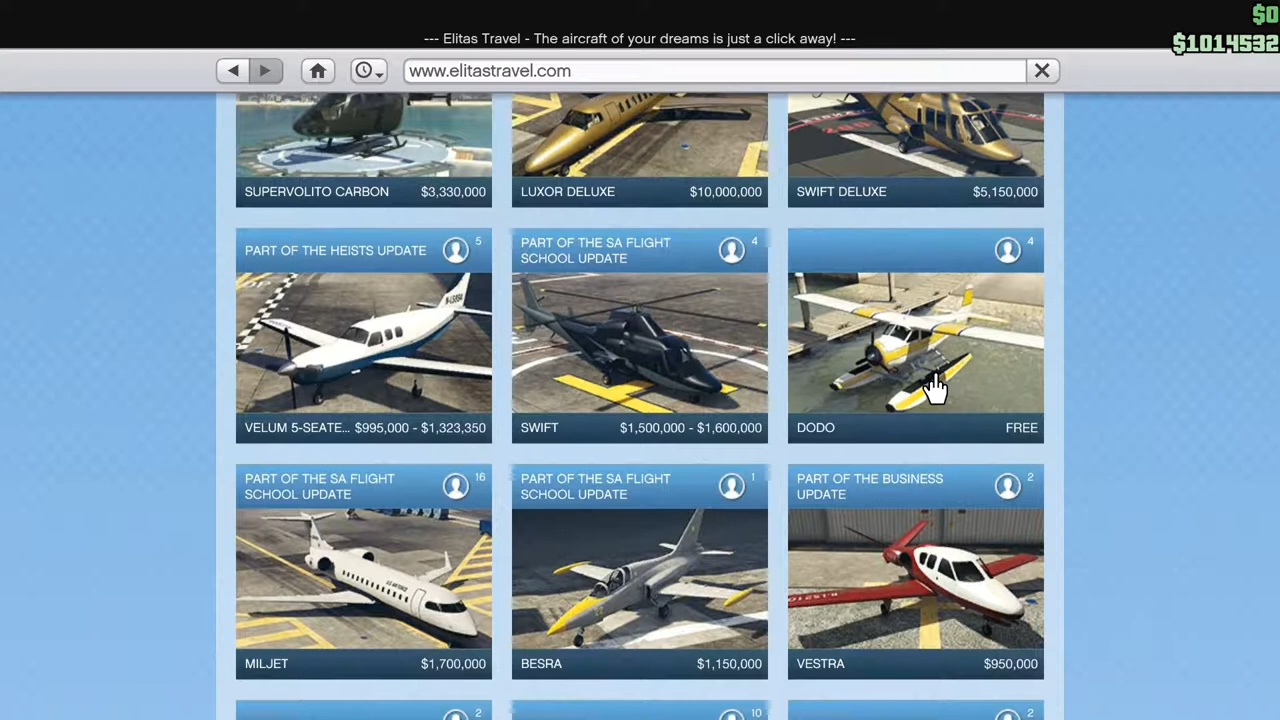 $0
--- Elitas Travel - The aircraft of your dreams is just a click away! ---
$1014532
www.elitastravel.com
SUPERVOLITO CARBON $3,330,000
LUXOR DELUXE $10,000,000
SWIFT DELUXE $5,150,000
PART OF THE HEISTS UPDATE 5
PART OF THE SA FLIGHT
SCHOOL UPDATE
4
4
VELUM 5-SEATE... $995,000 - $1,323,350
SWIFT $1,500,000 - $1,600,000
DODO FREE
PART OF THE SA FLIGHT
SCHOOL UPDATE
16
PART OF THE SA FLIGHT
SCHOOL UPDATE
1
PART OF THE BUSINESS
UPDATE
2
MILJET $1,700,000
BESRA $1,150,000
VESTRA $950,000
2
10
2